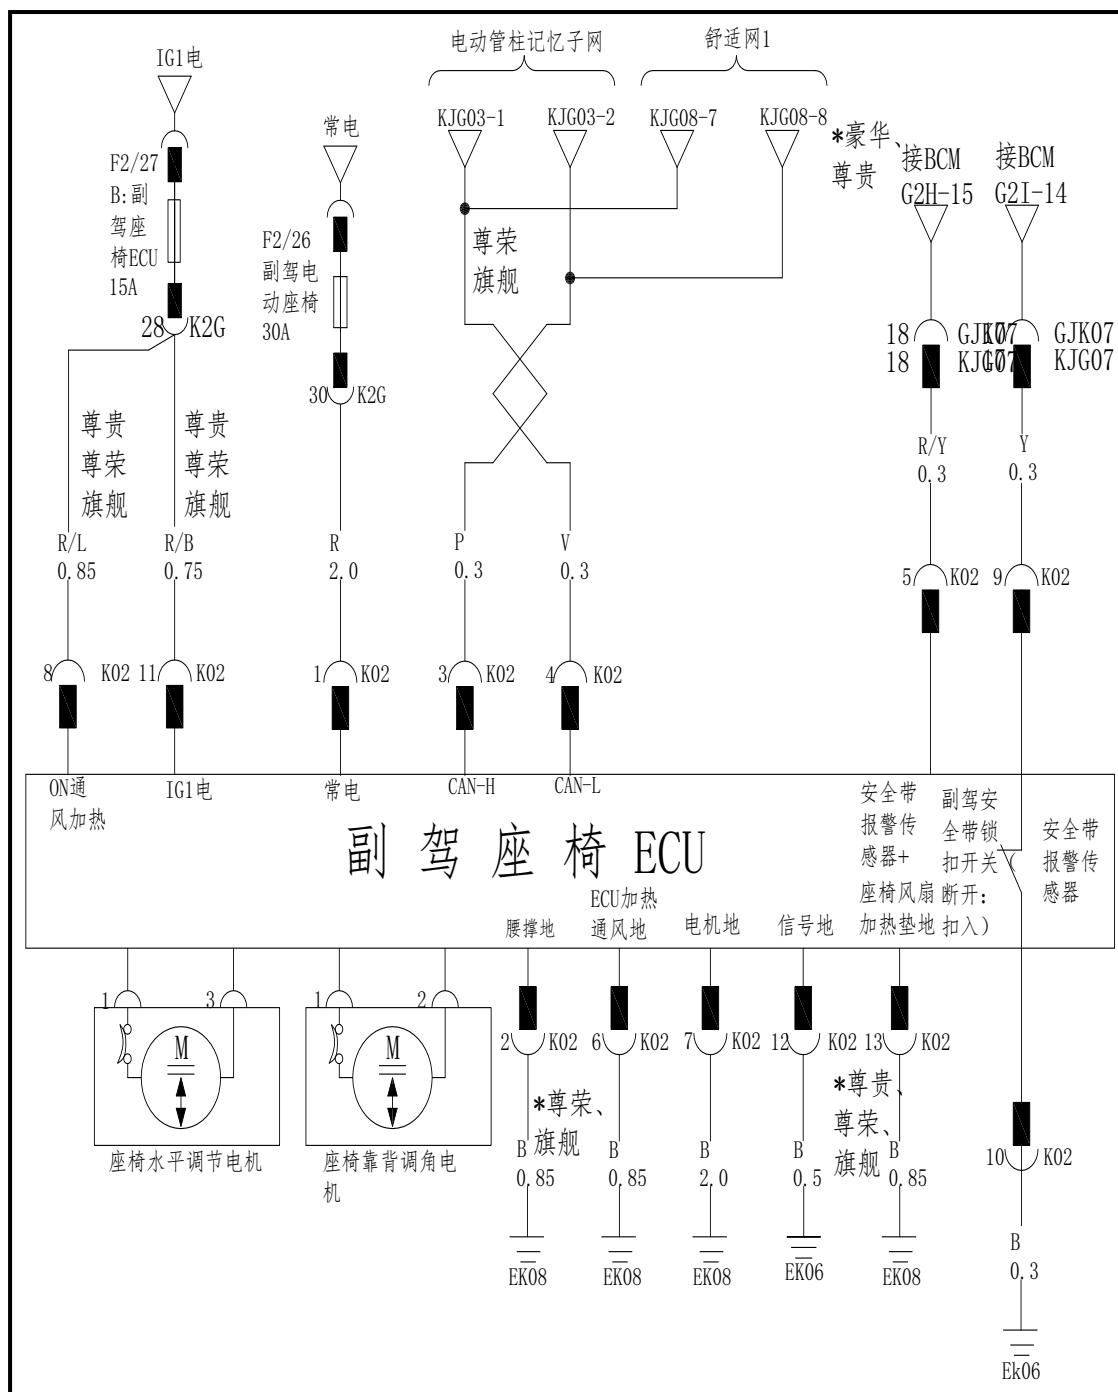 电动管柱记忆子网
舒适网1
IG1电
常电
KJG03-1
KJG03-2
KJG08-7
KJG08-8
*豪华、
尊贵
接BCM
G2H-15
接BCM
G2I-14
F2/27
B:副
驾座
椅ECU
15A
F2/26
副驾电
动座椅
30A
尊荣
旗舰
28
K2G
30
K2G
18
GJK07
17
GJK07
18
KJG07
17
KJG07
尊贵
尊荣
旗舰
尊贵
尊荣
旗舰
R/Y
0.3
Y
0.3
R/L
0.85
R/B
0.75
R
2.0
P
0.3
V
0.3
5
K02
9
K02
8
K02
11
K02
1
K02
3
K02
4
K02
ON通
风加热
IG1电
常电
CAN-H
CAN-L
安全带
报警传
感器+
座椅风扇
加热垫地
副驾安
全带锁
扣开关（
断开：
扣入）
安全带
报警传
感器
副驾座椅ECU
腰撑地
ECU加热
通风地
电机地
信号地
1
3
1
2
M
M
座椅水平调节电机
座椅靠背调角电
机
2
K02
6
K02
7
K02
12
K02
13
K02
*尊荣、
旗舰
*尊贵、
尊荣、
旗舰
10
K02
B
0.85
B
0.85
B
2.0
B
0.5
B
0.85
B
0.3
EK08
EK08
EK08
EK06
EK08
Ek06